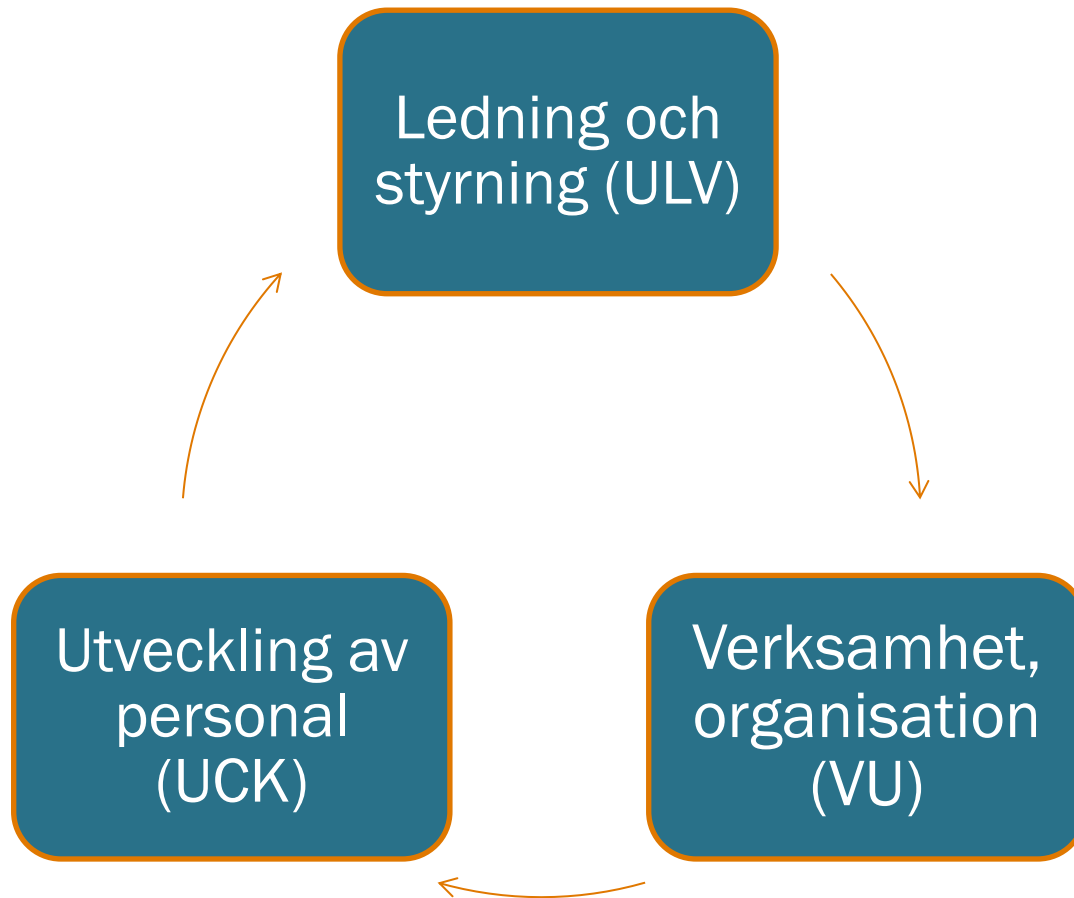 Ledning och
styrning (ULV)
Utveckling av
personal
(UCK)
Verksamhet,
organisation
(VU)